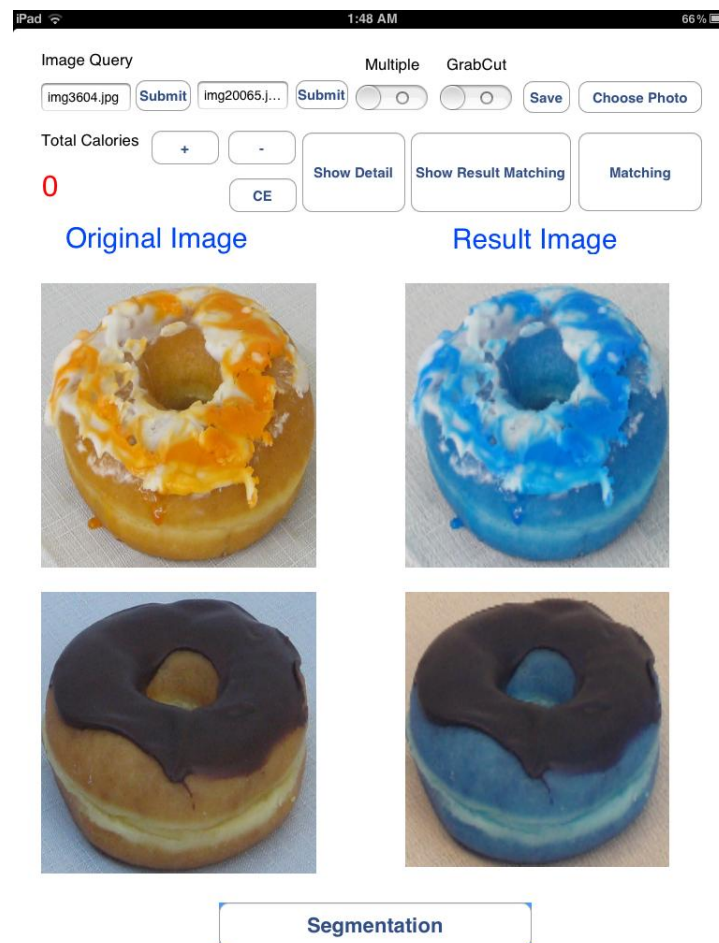 iPad 1:48 AM 66%
Image Query
Multiple GrabCut
img3604.jpg Submit img20065.j... Submit Save Choose Photo
Total Calories + - Show Detail Show Result Matching Matching
0 CE
Original Image Result Image
Segmentation